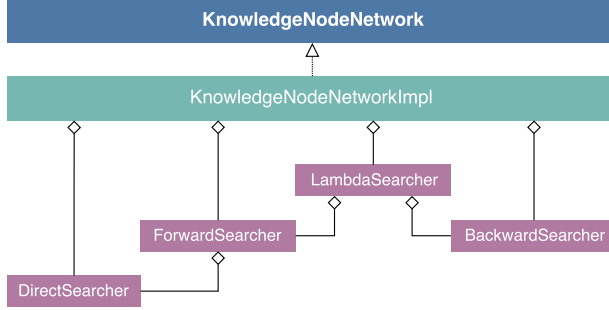 KnowledgeNodeNetwork
KnowledgeNodeNetworkImpl
LambdaSearcher
ForwardSearcher
BackwardSearcher
DirectSearcher